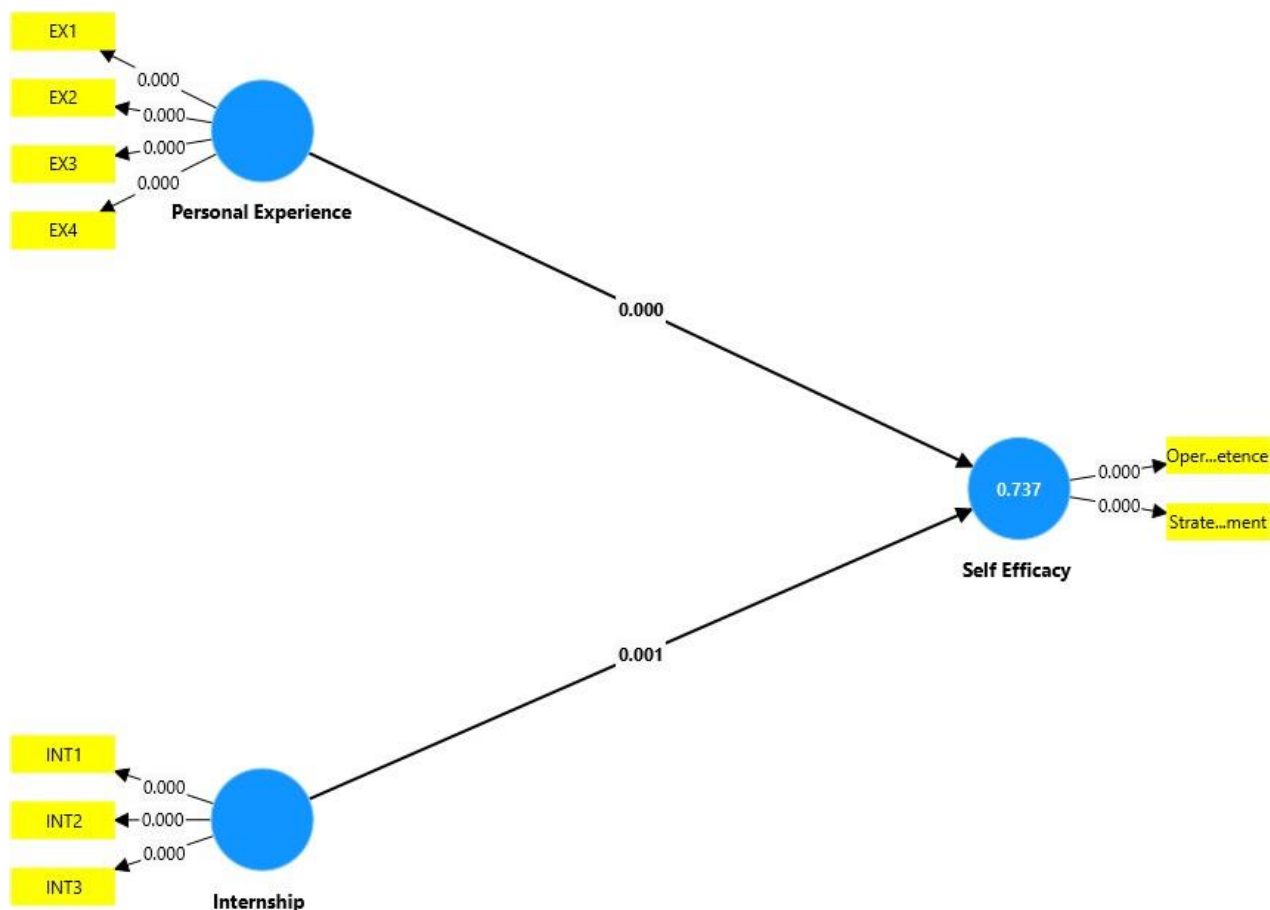 EX1
0.000
EX2
0.000
EX3
0.000
EX4
0.000
Personal Experience
0.000
Oper...etence
0.000
0.737
0.000
Strate...ment
Self Efficacy
0.001
INT1
0.000
INT2
0.000
INT3
0.000
Internship